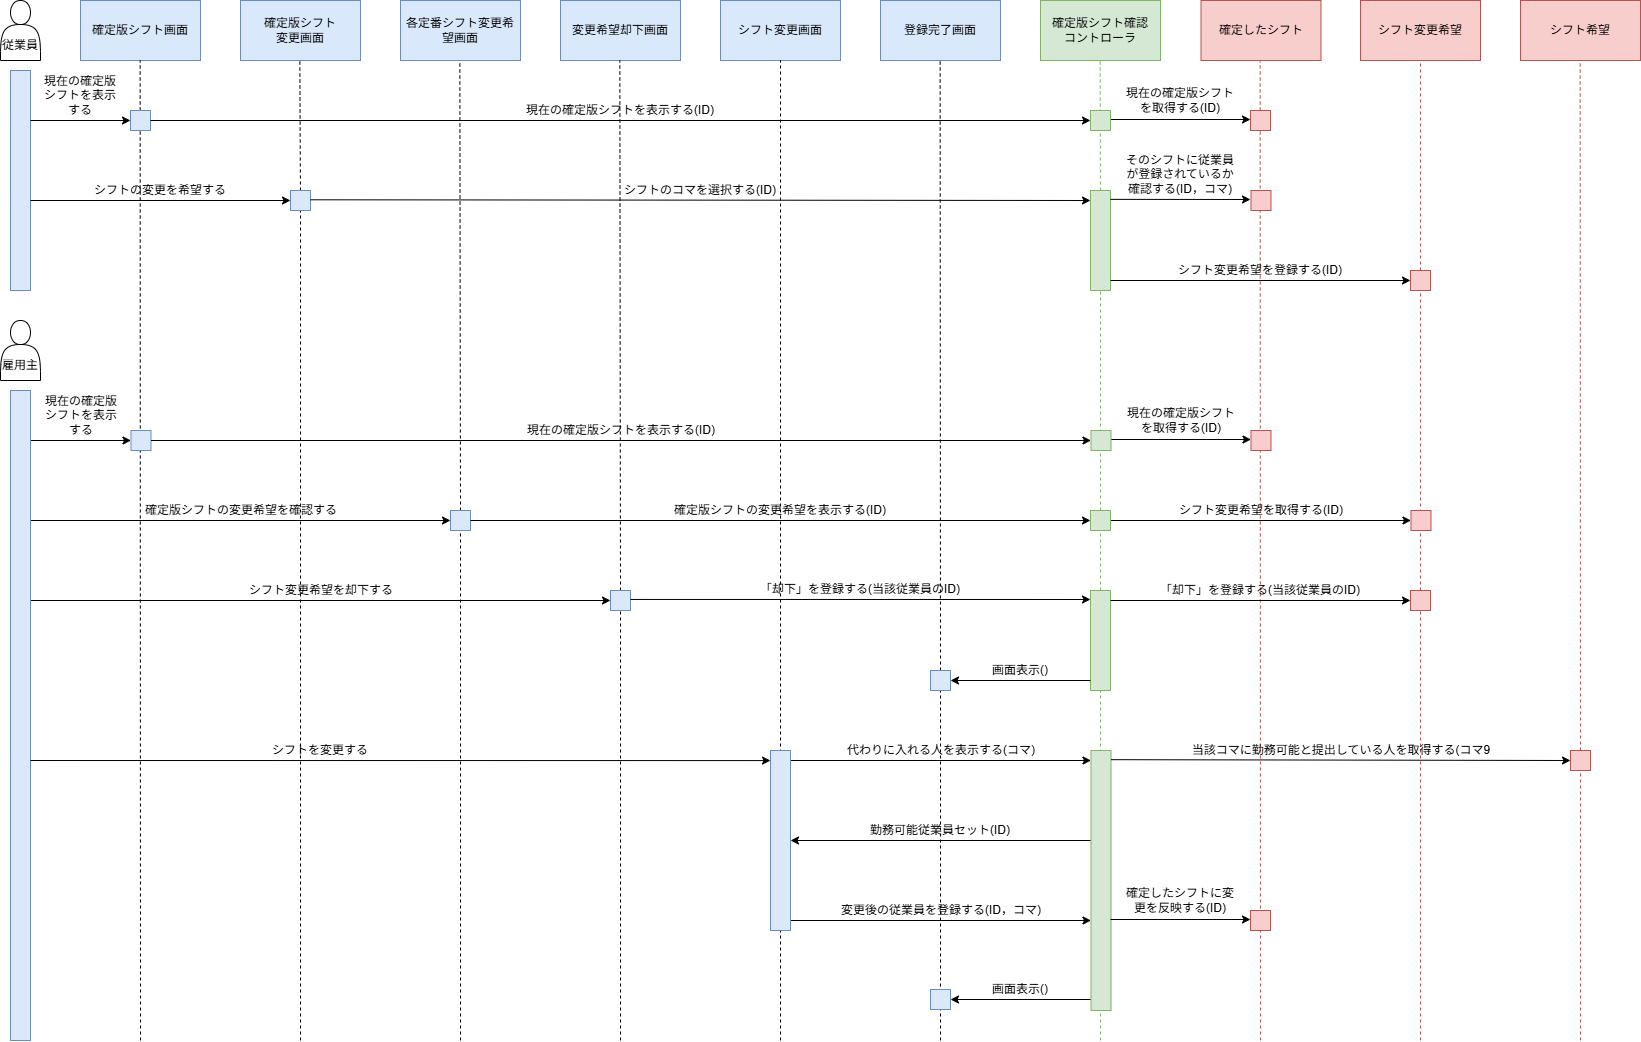 従業員
確定版シフト画面
確定版シフト
変更画面
各定番シフト変更希
望画面
変更希望却下画面
シフト変更画面
登録完了画面
確定版シフト確認
コントローラ
確定したシフト
シフト変更希望
シフト希望
現在の確定版
シフトを表示
する
現在の確定版シフトを表示する(ID)
現在の確定版シフト
を取得する(ID)
シフトの変更を希望する
シフトのコマを選択する(ID)
そのシフトに従業員
が登録されているか
確認する(ID，コマ)
シフト変更希望を登録する(ID)
雇用主
現在の確定版
シフトを表示
する
現在の確定版シフトを表示する(ID)
現在の確定版シフト
を取得する(ID)
確定版シフトの変更希望を確認する
確定版シフトの変更希望を表示する(ID)
シフト変更希望を取得する(ID)
シフト変更希望を却下する
「却下」を登録する(当該従業員のID)
「却下」を登録する(当該従業員のID)
画面表示()
シフトを変更する
代わりに入れる人を表示する(コマ)
当該コマに勤務可能と提出している人を取得する(コマ9
勤務可能従業員セット(ID)
変更後の従業員を登録する(ID，コマ)
確定したシフトに変
更を反映する(ID)
画面表示()